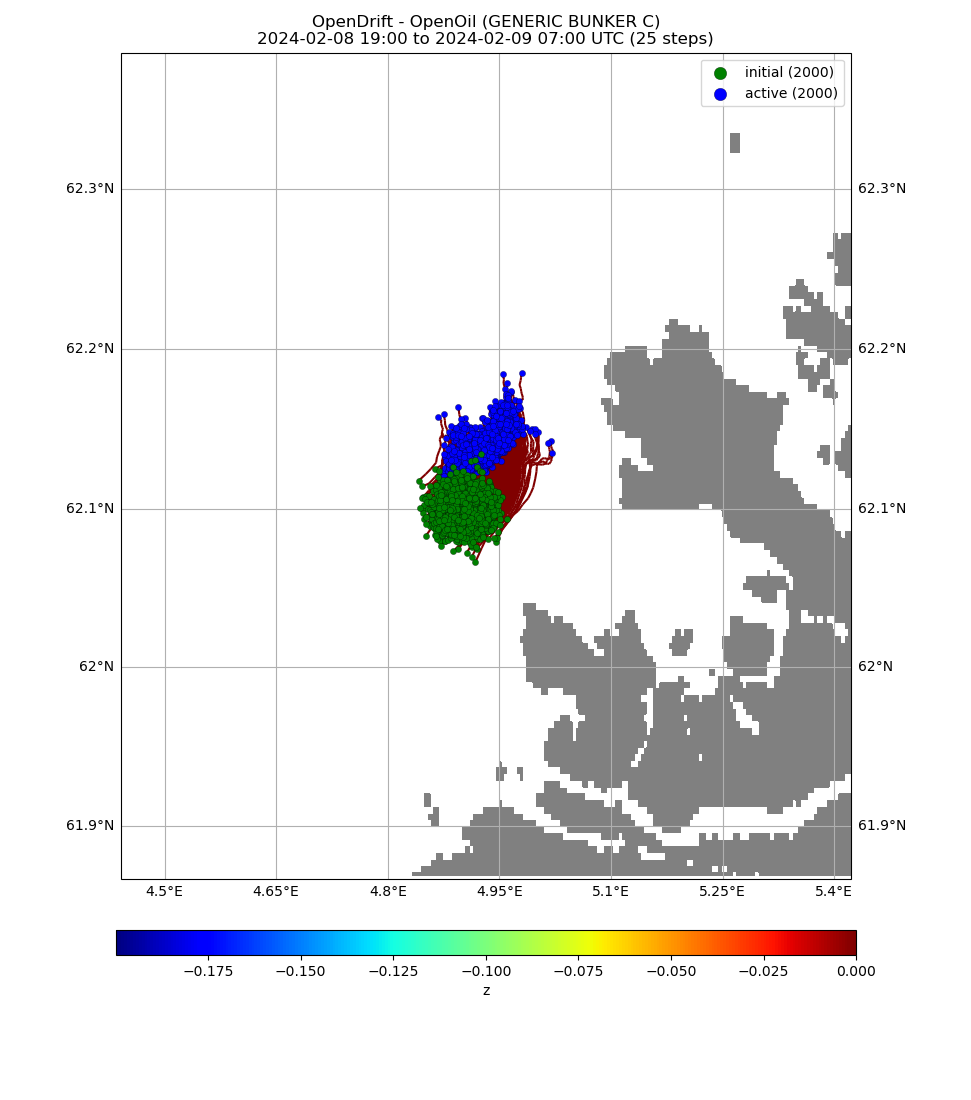 OpenDrift - OpenOil (GENERIC BUNKER C)
2024-02-08 19:00 to 2024-02-09 07:00 UTC (25 steps)
initial (2000)
active (2000)
62.3°N 62.3°N
62.2°N 62.2°N
62.1°N 62.1°N
62°N 62°N
61.9°N 61.9°N
4.5°E 4.65°E 4.8°E 4.95°E 5.1°E 5.25°E 5.4°E
−0.175 −0.150 −0.125 −0.100 −0.075 −0.050 −0.025 0.000
z